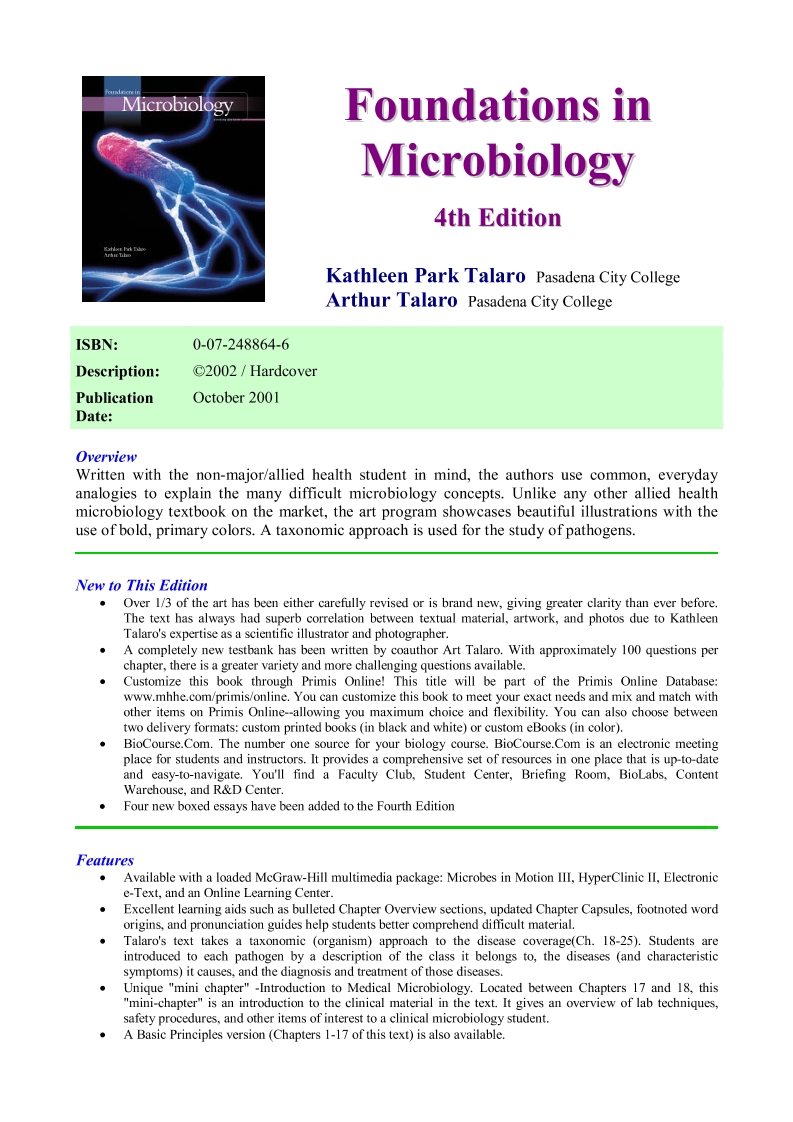 Foundations in
Microbiology
Kathleen Park Talaro
Arthur Talaro
Foundations in
Microbiology
4th Edition
Kathleen Park Talaro Pasadena City College
Arthur Talaro Pasadena City College
ISBN: 0-07-248864-6
Description: ©2002 / Hardcover
Publication October 2001
Date:
Overview
Written with the non-major/allied health student in mind, the authors use common, everyday
analogies to explain the many difficult microbiology concepts. Unlike any other allied health
microbiology textbook on the market, the art program showcases beautiful illustrations with the
use of bold, primary colors. A taxonomic approach is used for the study of pathogens.
New to This Edition
• Over 1/3 of the art has been either carefully revised or is brand new, giving greater clarity than ever before.
The text has always had superb correlation between textual material, artwork, and photos due to Kathleen
Talaro's expertise as a scientific illustrator and photographer.
• A completely new testbank has been written by coauthor Art Talaro. With approximately 100 questions per
chapter, there is a greater variety and more challenging questions available.
• Customize this book through Primis Online! This title will be part of the Primis Online Database:
www.mhhe.com/primis/online. You can customize this book to meet your exact needs and mix and match with
other items on Primis Online--allowing you maximum choice and flexibility. You can also choose between
two delivery formats: custom printed books (in black and white) or custom eBooks (in color).
• BioCourse.Com. The number one source for your biology course. BioCourse.Com is an electronic meeting
place for students and instructors. It provides a comprehensive set of resources in one place that is up-to-date
and easy-to-navigate. You'll find a Faculty Club, Student Center, Briefing Room, BioLabs, Content
Warehouse, and R&D Center.
• Four new boxed essays have been added to the Fourth Edition
Features
• Available with a loaded McGraw-Hill multimedia package: Microbes in Motion III, HyperClinic II, Electronic
e-Text, and an Online Learning Center.
• Excellent learning aids such as bulleted Chapter Overview sections, updated Chapter Capsules, footnoted word
origins, and pronunciation guides help students better comprehend difficult material.
• Talaro's text takes a taxonomic (organism) approach to the disease coverage(Ch. 18-25). Students are
introduced to each pathogen by a description of the class it belongs to, the diseases (and characteristic
symptoms) it causes, and the diagnosis and treatment of those diseases.
• Unique "mini chapter" -Introduction to Medical Microbiology. Located between Chapters 17 and 18, this
"mini-chapter" is an introduction to the clinical material in the text. It gives an overview of lab techniques,
safety procedures, and other items of interest to a clinical microbiology student.
• A Basic Principles version (Chapters 1-17 of this text) is also available.